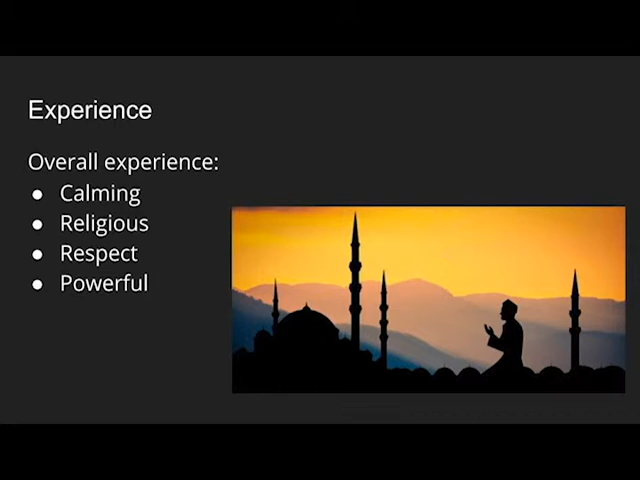 Experience
Overall experience:
● Calming
● Religious
● Respect
● Powerful